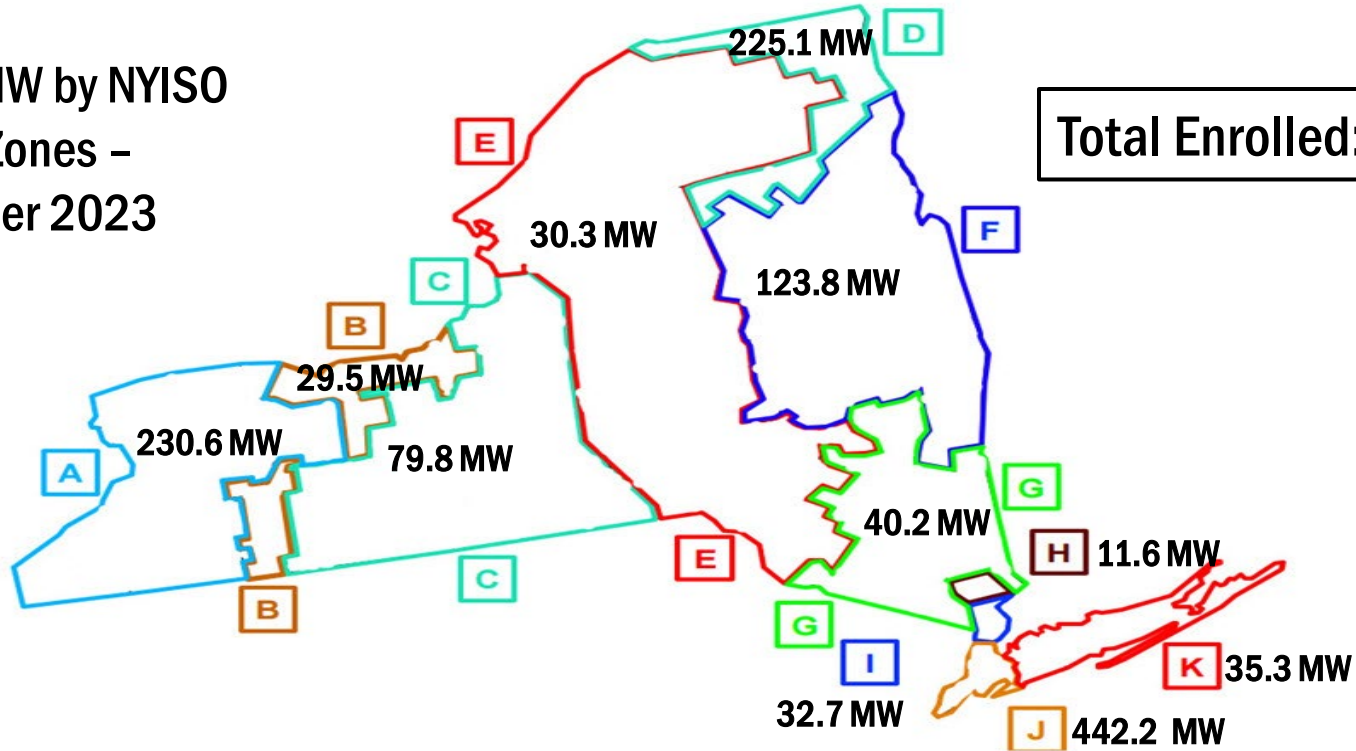 by NYISO
Zones –
2023
Total Enrolled:
D
225.1 MW
E
30.3 MW
F
123.8 MW
C
B
29.5 MW
230.6 MW
79.8 MW
A
G
40.2 MW
H 11.6 MW
E
C
B
G
I
32.7 MW
K 35.3 MW
J 442.2 MW